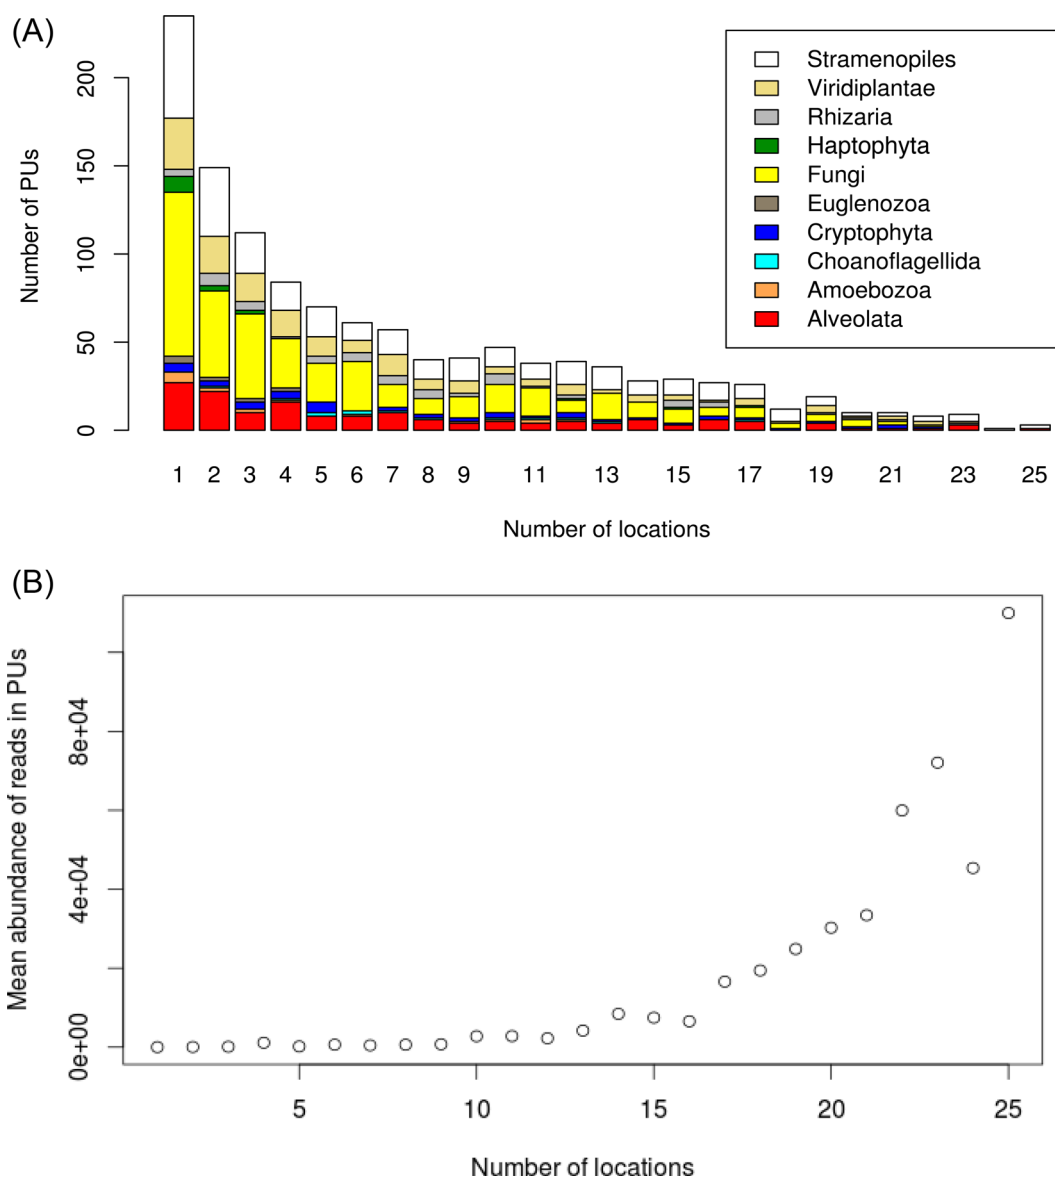 (A)
Number of PUs
200
150
100
50
0
Stramenopiles
Viridiplantae
Rhizaria
Haptophyta
Fungi
Euglenozoa
Cryptophyta
Choanoflagellida
Amoebozoa
Alveolata
1 2 3 4 5 6 7 8 9 11 13 15 17 19 21 23 25
Number of locations
(B)
Mean abundance of reads in PUs
8e+04
4e+04
0e+00
5 10 15 20 25
Number of locations